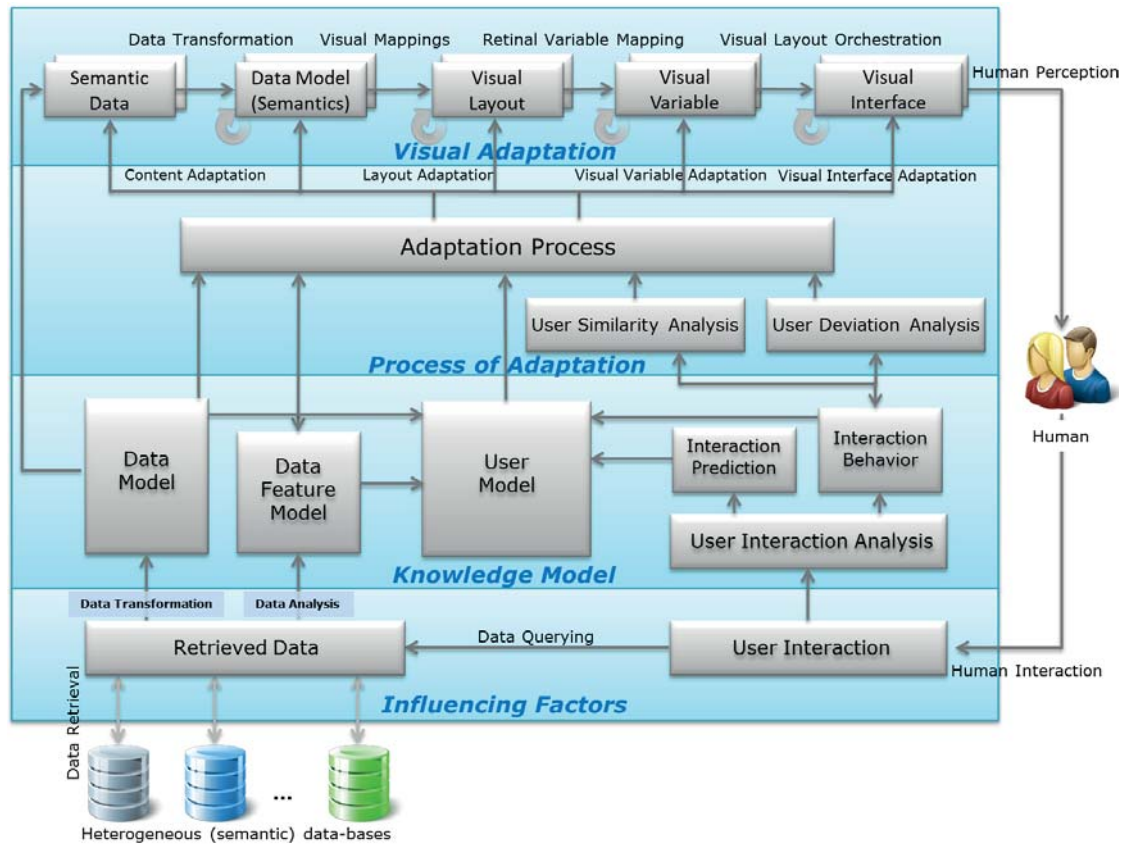 Data Transformation
Visual Mappings
Retinal Variable Mapping
Visual Layout Orchestration
Semantic
Data
Data Model
(Semantics)
Visual
Layout
Visual
Variable
Visual
Interface
Human Perception
Visual Adaptation
Content Adaptation
Layout Adaptation
Visual Variable Adaptation
Visual Interface Adaptation
Adaptation Process
User Similarity Analysis
User Deviation Analysis
Process of Adaptation
Human
Data
Model
Data
Feature
Model
User
Model
Interaction
Prediction
Interaction
Behavior
User Interaction Analysis
Knowledge Model
Data Transformation
Data Analysis
Retrieved Data
Data Querying
User Interaction
Human Interaction
Influencing Factors
Data Retrieval
...
Heterogeneous (semantic) data-bases